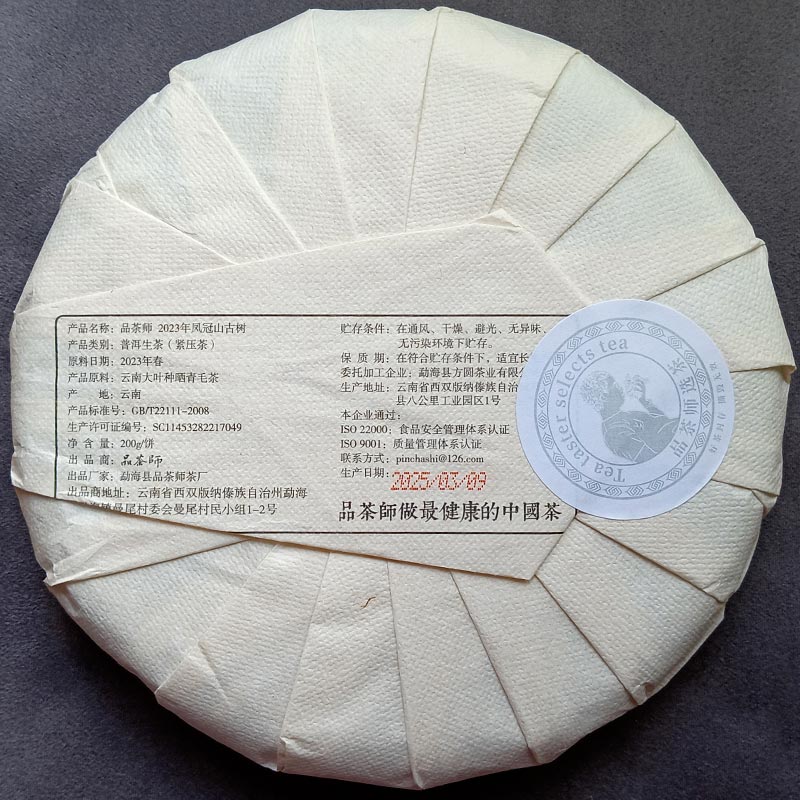 产品名称：品茶师 2023年凤冠山古树
产品类别：普洱生茶（紧压茶）
原料日期：2023年春
产品原料：云南大叶种晒青毛茶
产 地：云南
产品标准号：GB/T22111-2008
生产许可证编号：SC11453282217049
净 含 量：200g/饼
出 品 商：品茶师
出品厂家：勐海县品茶师茶厂
出品商地址：云南省西双版纳傣族自治州勐海
曼尾村委会曼尾村民小组1-2号
贮存条件：在通风、干燥、避光、无异味、
无污染环境下贮存。
保 质 期：在符合贮存条件下，适宜长
委托加工企业：勐海县方圆茶业有限
生产地址：云南省西双版纳傣族自治
县八公里工业园区1号
本企业通过：
ISO 22000：食品安全管理体系认证
ISO 9001：质量管理体系认证
联系方式：pinchashi@126.com
生产日期：2025/03/09
品茶師做最健康的中國茶
Tea taster selects tea
品茶师选茶